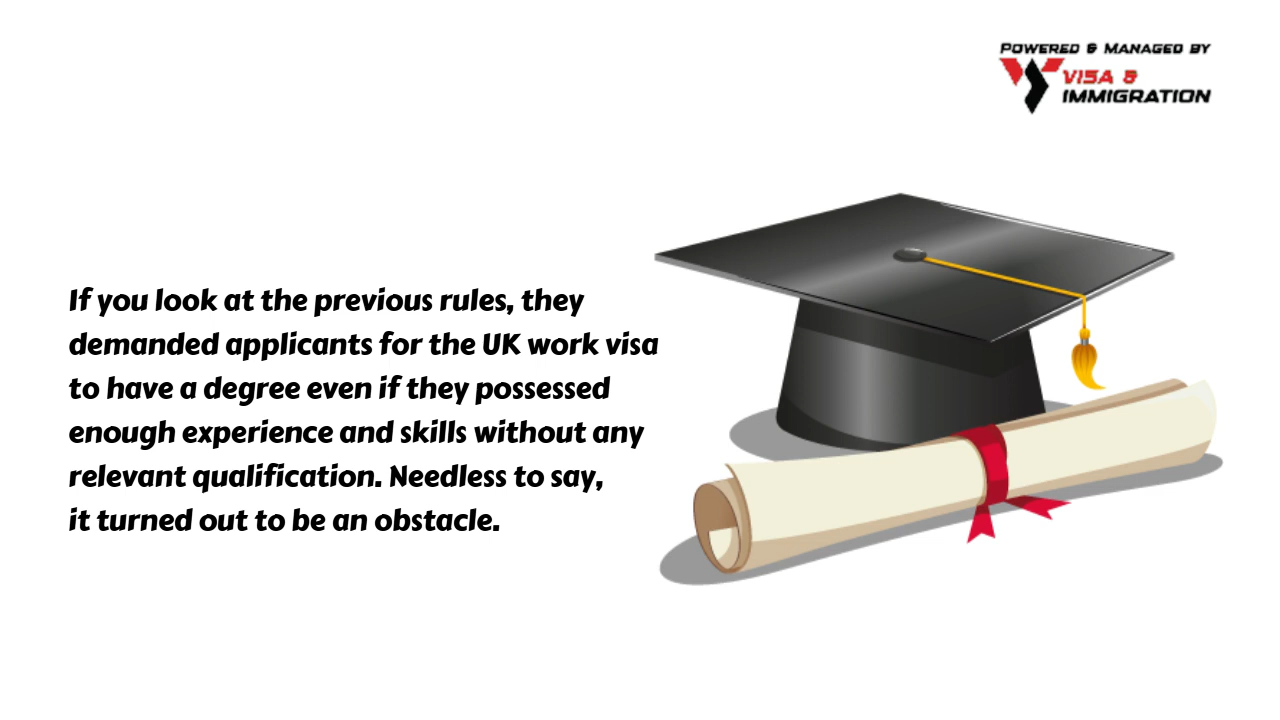 POWERED & MANAGED BY
VISA &
IMMIGRATION
If you look at the previous rules, they
demanded applicants for the UK work visa
to have a degree even if they possessed
enough experience and skills without any
relevant qualification. Needless to say,
it turned out to be an obstacle.